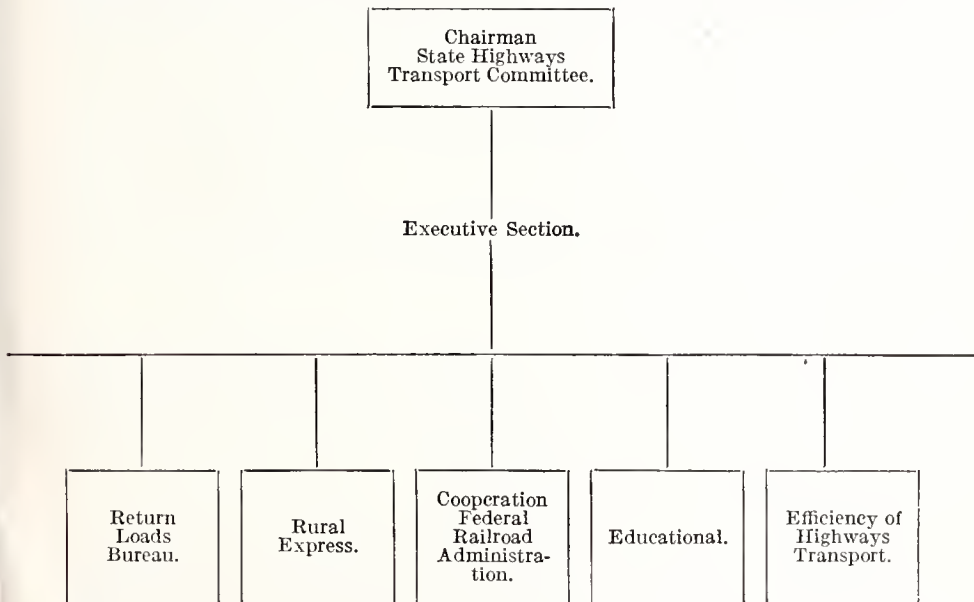 Chairman
State Highways
Transport Committee.
Executive Section.
Return
Loads
Bureau.
Rural
Express.
Cooperation
Federal
Railroad
Administra-
tion.
Educational.
Efficiency of
Highways
Transport.